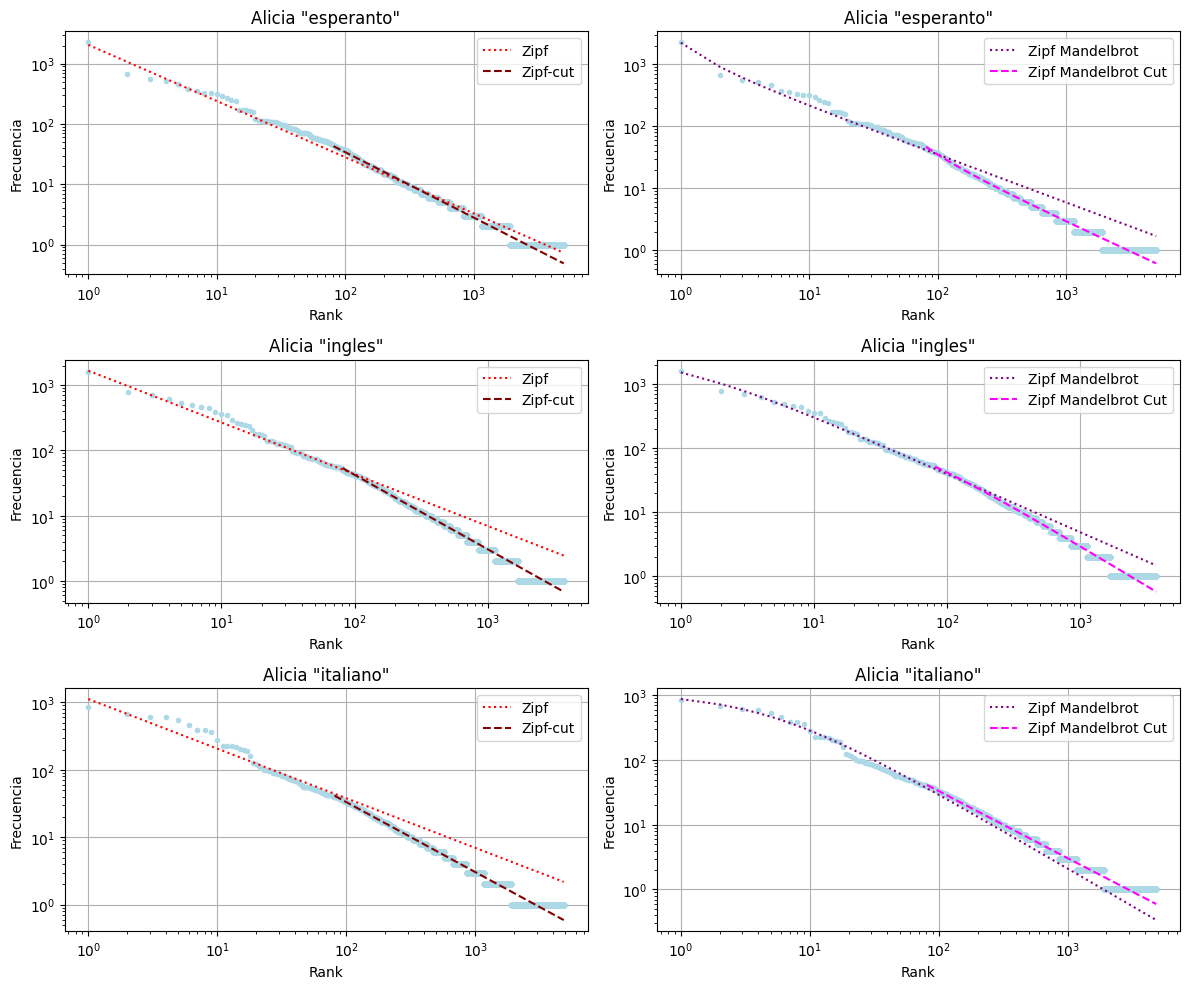 Alicia "esperanto"
Frecuencia
10³
10²
10¹
10⁰
10⁰ 10¹ 10² 10³
Rank
Zipf
Zipf-cut
Alicia "esperanto"
Frecuencia
10³
10²
10¹
10⁰
10⁰ 10¹ 10² 10³
Rank
Zipf Mandelbrot
Zipf Mandelbrot Cut
Alicia "ingles"
Frecuencia
10³
10²
10¹
10⁰
10⁰ 10¹ 10² 10³
Rank
Zipf
Zipf-cut
Alicia "ingles"
Frecuencia
10³
10²
10¹
10⁰
10⁰ 10¹ 10² 10³
Rank
Zipf Mandelbrot
Zipf Mandelbrot Cut
Alicia "italiano"
Frecuencia
10³
10²
10¹
10⁰
10⁰ 10¹ 10² 10³
Rank
Zipf
Zipf-cut
Alicia "italiano"
Frecuencia
10³
10²
10¹
10⁰
10⁰ 10¹ 10² 10³
Rank
Zipf Mandelbrot
Zipf Mandelbrot Cut